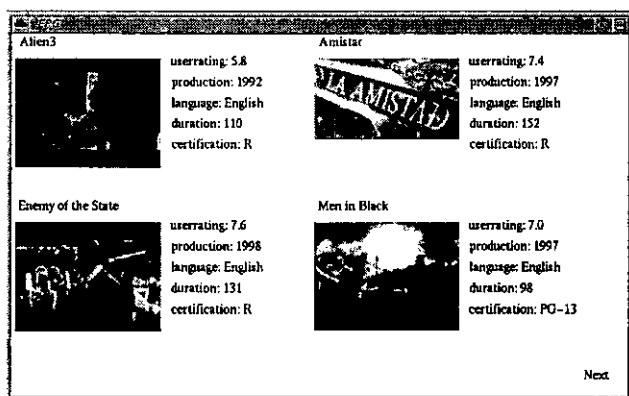 Alien3
userrating: 5.8
production: 1992
language: English
duration: 110
certification: R
Amistar
userrating: 7.4
production: 1997
language: English
duration: 152
certification: R
LA AMISTAD
Enemy of the State
userrating: 7.6
production: 1998
language: English
duration: 131
certification: R
Men in Black
userrating: 7.0
production: 1997
language: English
duration: 98
certification: PG-13
Next